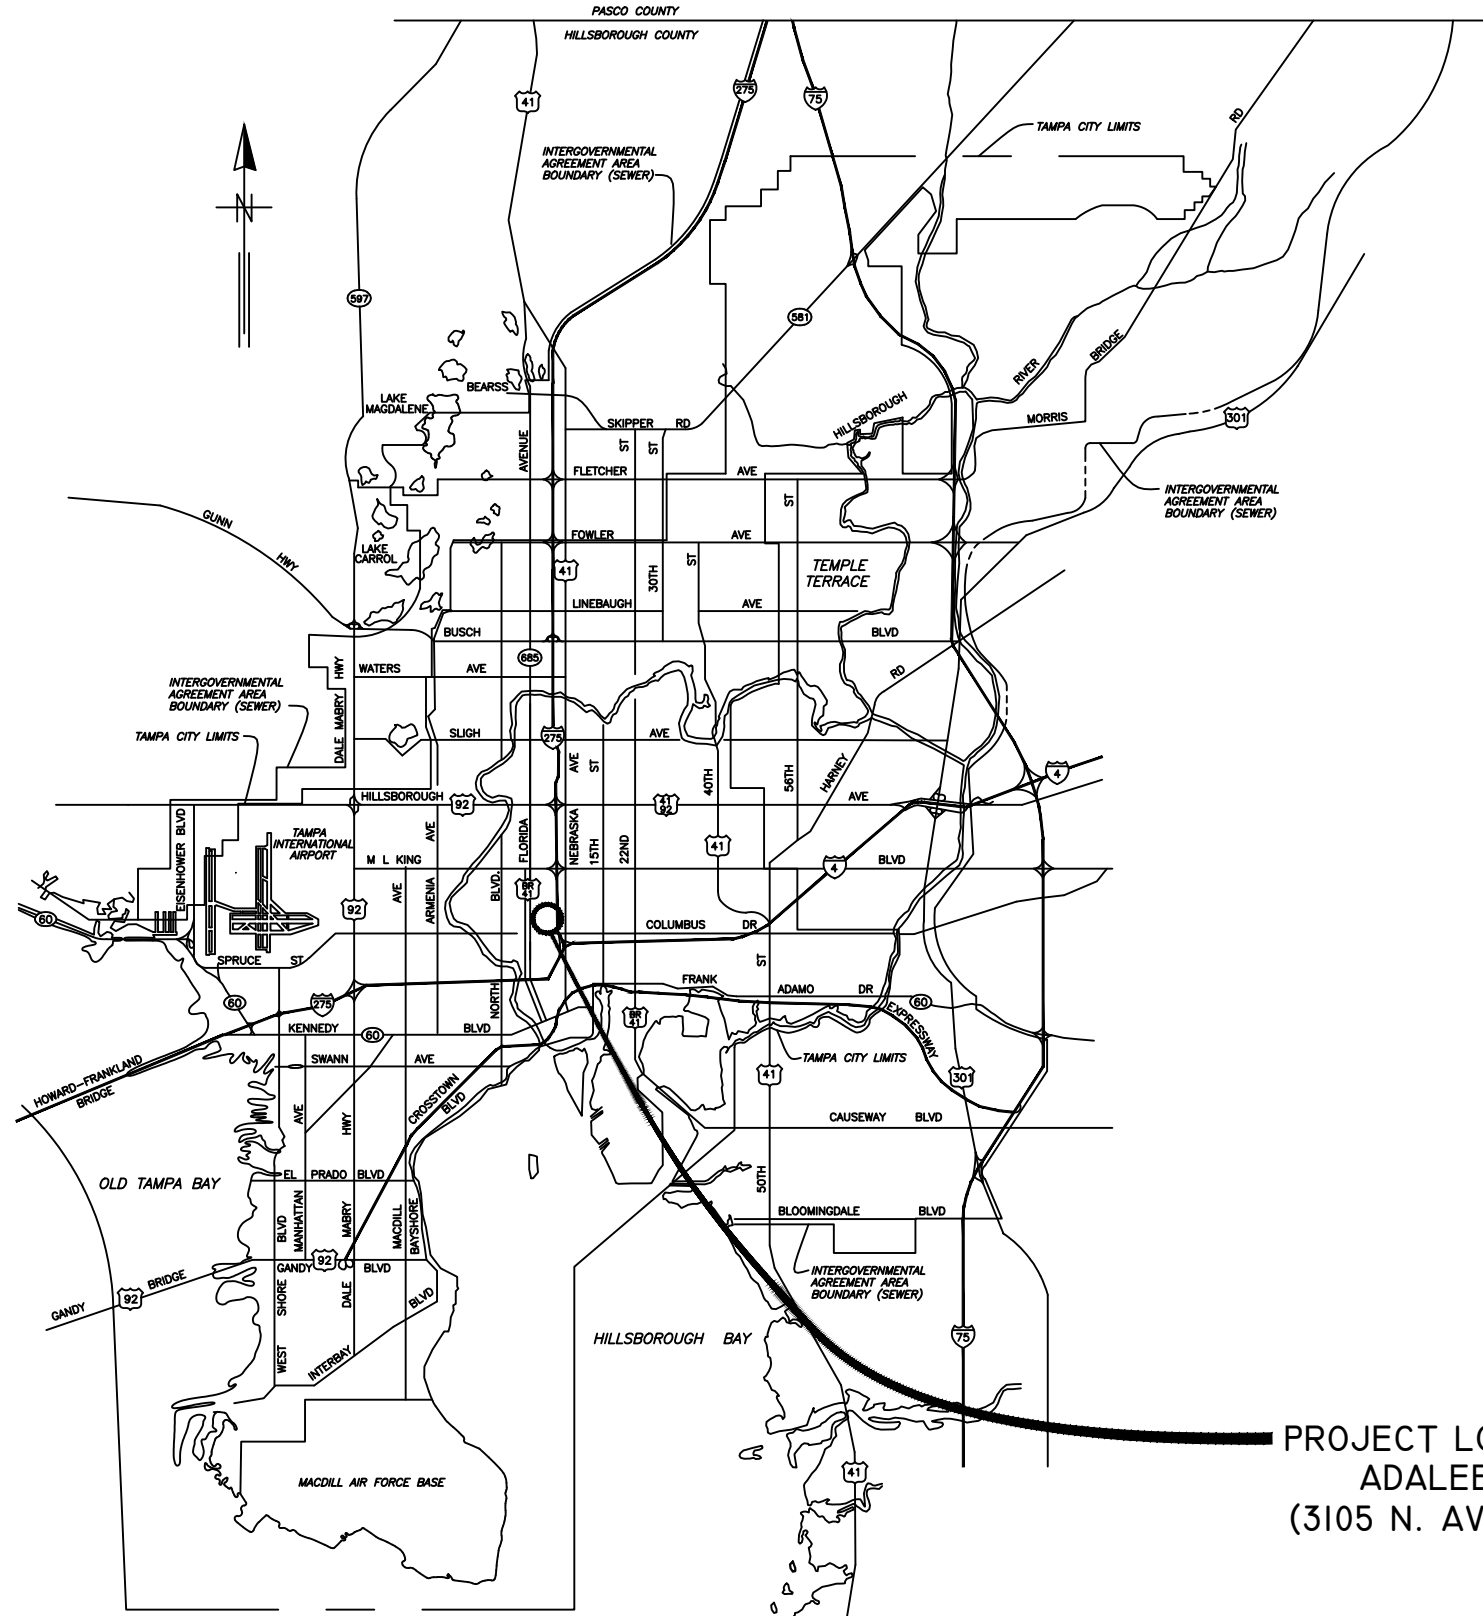 PASCO COUNTY
HILLSBOROUGH COUNTY
41
275
75
TAMPA CITY LIMITS
RD
INTERGOVERNMENTAL
AGREEMENT AREA
BOUNDARY (SEWER)
N
597
581
BRIDGE
RIVER
BEARSS
LAKE
MAGDALENE
HILLSBOROUGH
SKIPPER RD
MORRIS
301
AVENUE
ST
ST
FLETCHER AVE
ST
INTERGOVERNMENTAL
AGREEMENT AREA
BOUNDARY (SEWER)
GUNN
HWY
LAKE
CARROL
FOWLER AVE
41
30TH
ST
TEMPLE
TERRACE
LINEBAUGH AVE
BUSCH BLVD
685
WATERS AVE
HWY
RD
INTERGOVERNMENTAL
AGREEMENT AREA
BOUNDARY (SEWER)
TAMPA CITY LIMITS
DALE MABRY
SLIGH AVE
275
AVE
ST
40TH
56TH
HARNEY
4
HILLSBOROUGH
92
41
92
AVE
EISENHOWER BLVD
TAMPA
INTERNATIONAL
AIRPORT
AVE
FLORIDA
NEBRASKA
15TH
22ND
41
M L KING
4
BLVD
AVE
ARMENIA
BLVD.
BR
41
92
60
COLUMBUS DR
SPRUCE ST
ST
FRANK
ADAMO DR
60
EXPRESSWAY
60
275
NORTH
BR
41
KENNEDY
60
BLVD
SWANN AVE
TAMPA CITY LIMITS
HOWARD-FRANKLAND
BRIDGE
CROSSTOWN
BLVD
41
301
AVE
HWY
CAUSEWAY BLVD
OLD TAMPA BAY
EL PRADO BLVD
50TH
BLVD
MANHATTAN
MABRY
MACDILL
BAYSHORE
BLOOMINGDALE BLVD
92
GANDY BLVD
INTERGOVERNMENTAL
AGREEMENT AREA
BOUNDARY (SEWER)
GANDY
92
BRIDGE
SHORE
DALE
BLVD
HILLSBOROUGH BAY
75
WEST
INTERBAY
PROJECT LO
ADALEE
(3105 N. AV
MACDILL AIR FORCE BASE
41